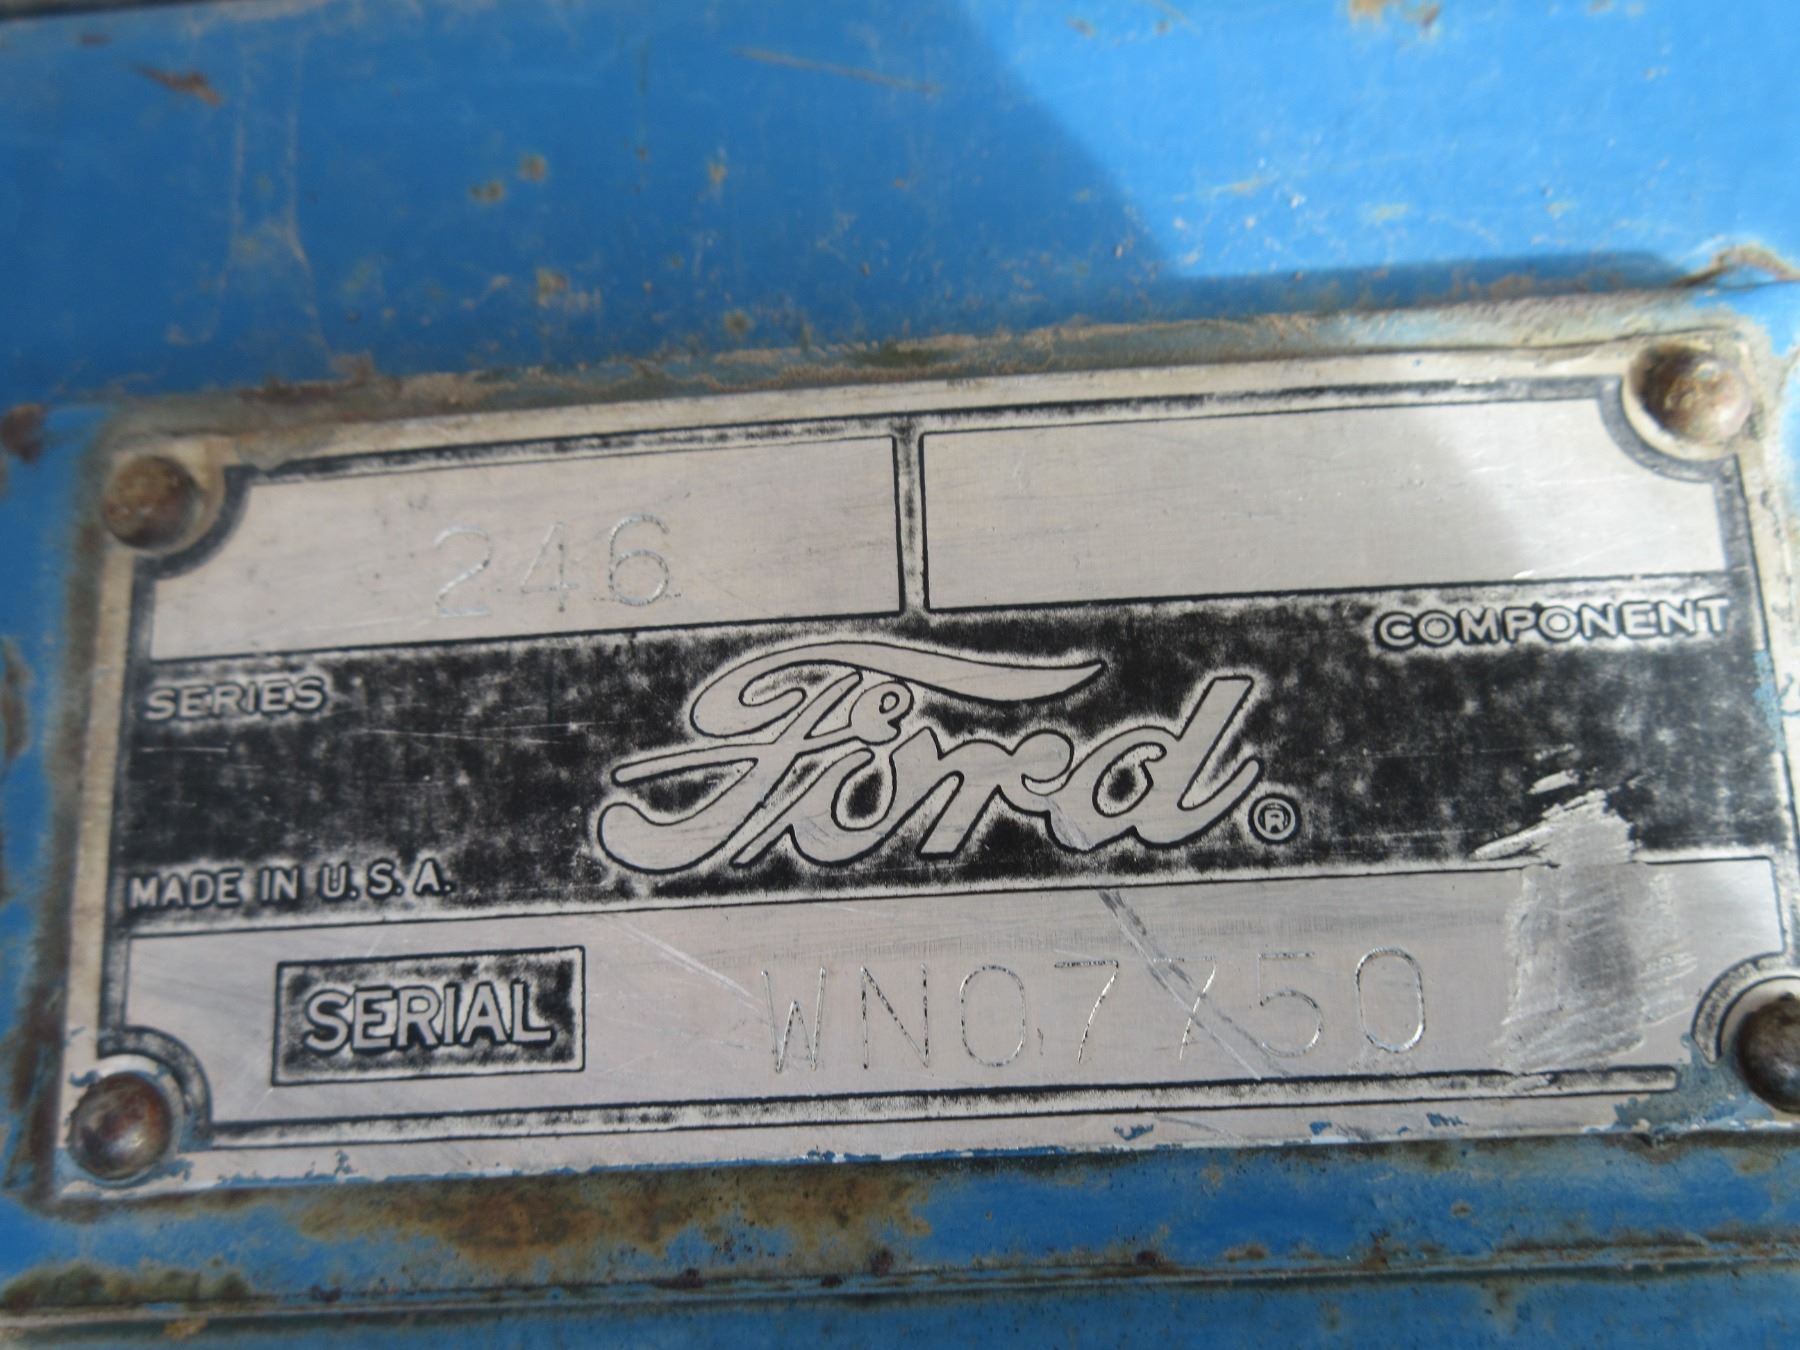 246
SERIES
COMPONENT
Ford ®
MADE IN U.S.A.
SERIAL WN07750